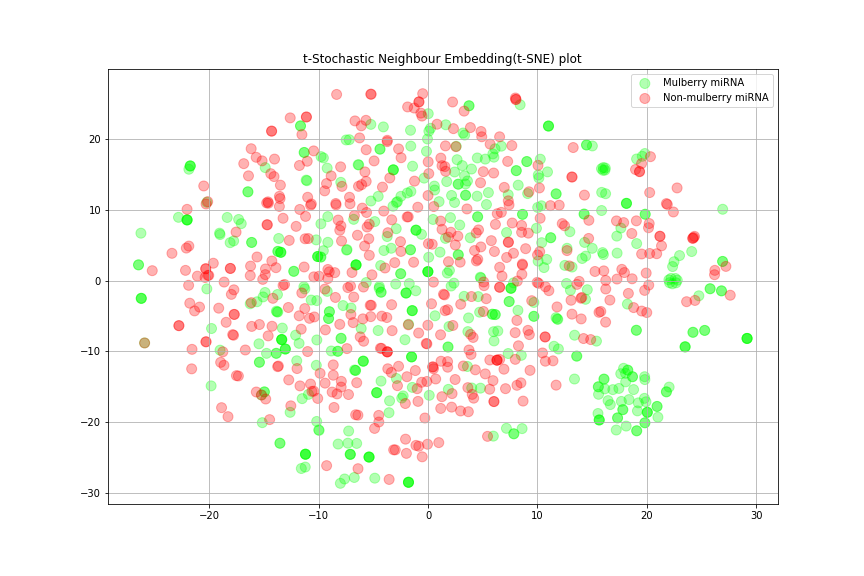 t-Stochastic Neighbour Embedding(t-SNE) plot
Mulberry miRNA
Non-mulberry miRNA
20
10
0
−10
−20
−30
−20 −10 0 10 20 30